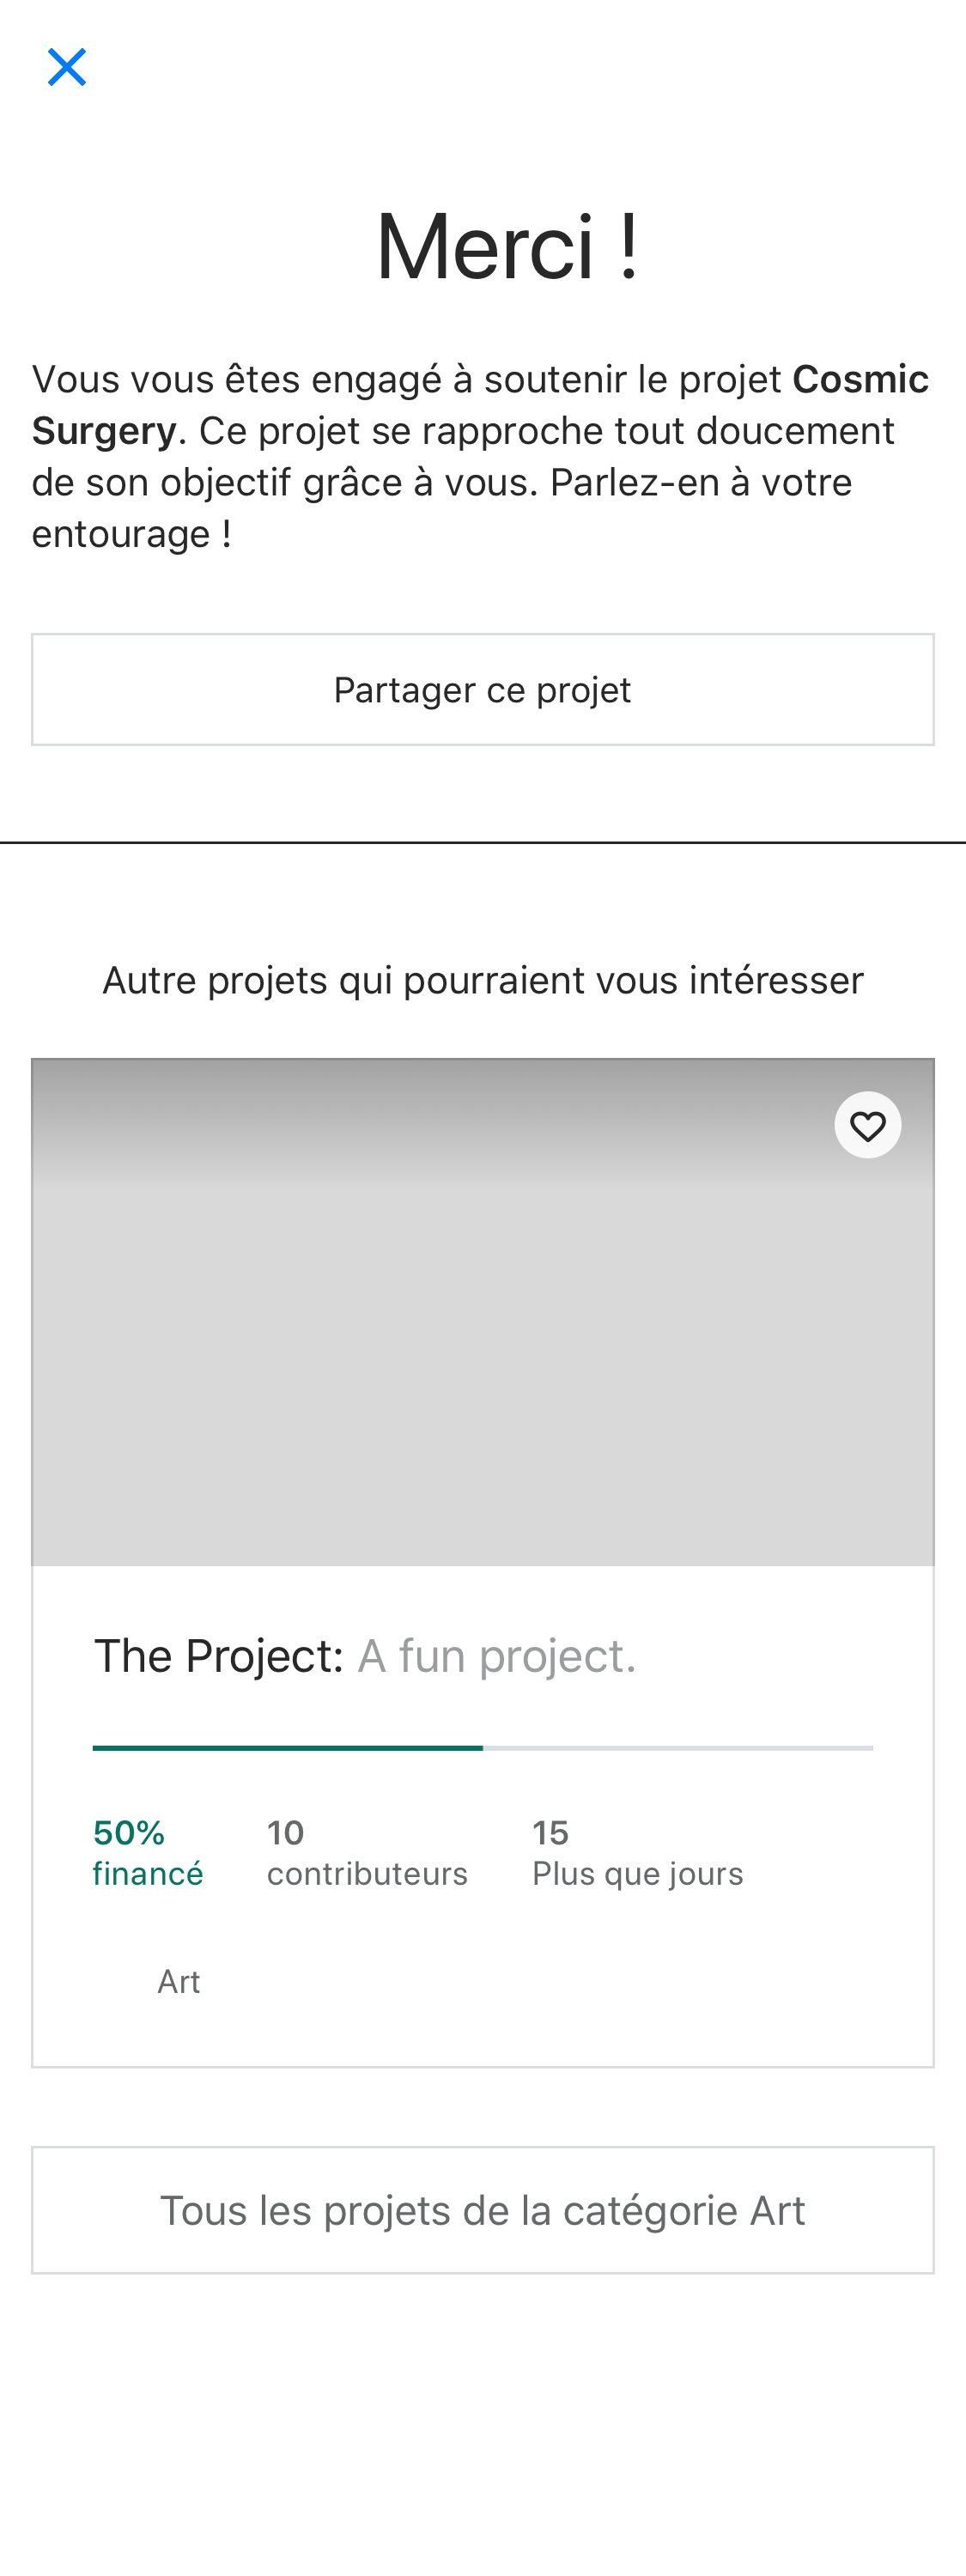 Merci !
Vous vous êtes engagé à soutenir le projet Cosmic
Surgery. Ce projet se rapproche tout doucement
de son objectif grâce à vous. Parlez-en à votre
entourage !
Partager ce projet
Autre projets qui pourraient vous intéresser
The Project: A fun project.
50%
financé
10
contributeurs
15
Plus que jours
Art
Tous les projets de la catégorie Art